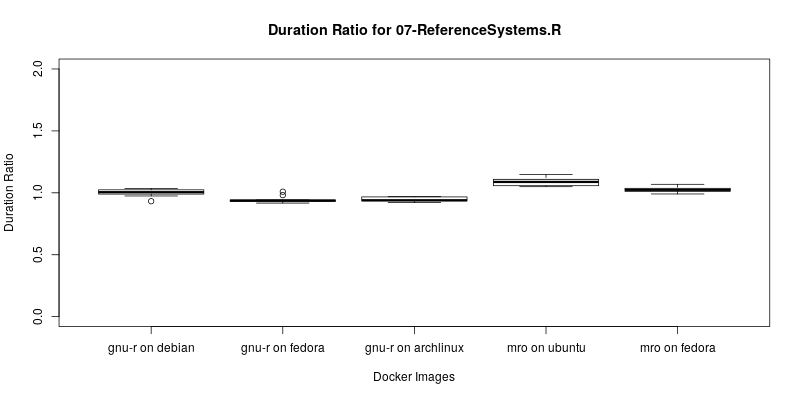 Duration Ratio for 07-ReferenceSystems.R
Duration Ratio
2.0
1.5
1.0
0.5
0.0
gnu-r on debian
gnu-r on fedora
gnu-r on archlinux
mro on ubuntu
mro on fedora
Docker Images